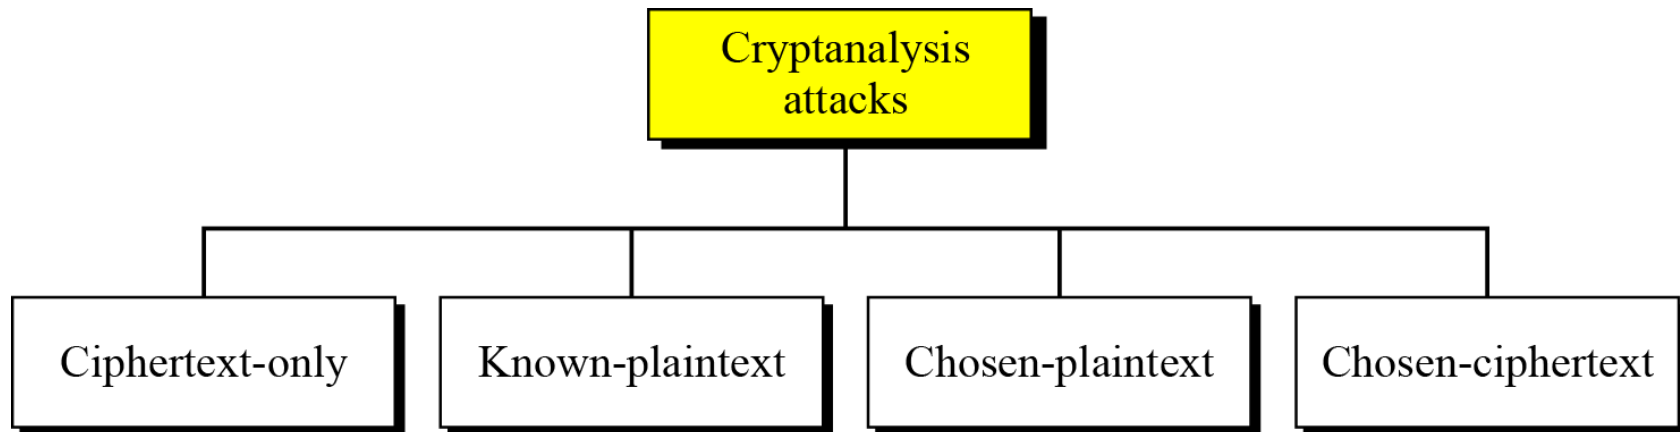 Cryptanalysis
attacks
Ciphertext-only
Known-plaintext
Chosen-plaintext
Chosen-ciphertext